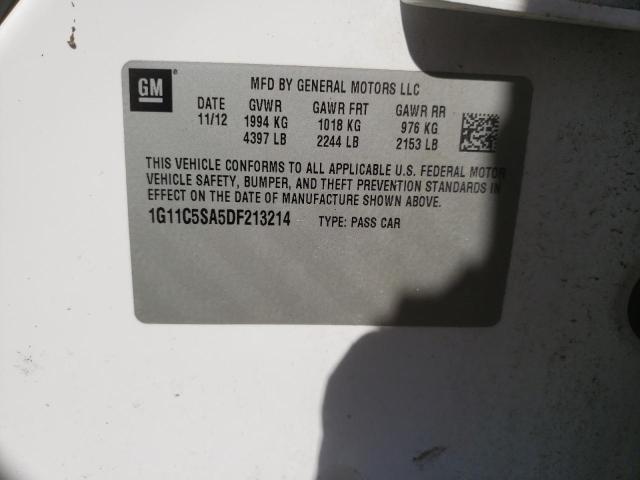 GM®
MFD BY GENERAL MOTORS LLC
DATE GVWR GAWR FRT GAWR RR
11/12 1994 KG 1018 KG 976 KG
4397 LB 2244 LB 2153 LB
THIS VEHICLE CONFORMS TO ALL APPLICABLE U.S. FEDERAL MOTOR
VEHICLE SAFETY, BUMPER, AND THEFT PREVENTION STANDARDS IN
EFFECT ON THE DATE OF MANUFACTURE SHOWN ABOVE.
1G11C5SA5DF213214 TYPE: PASS CAR